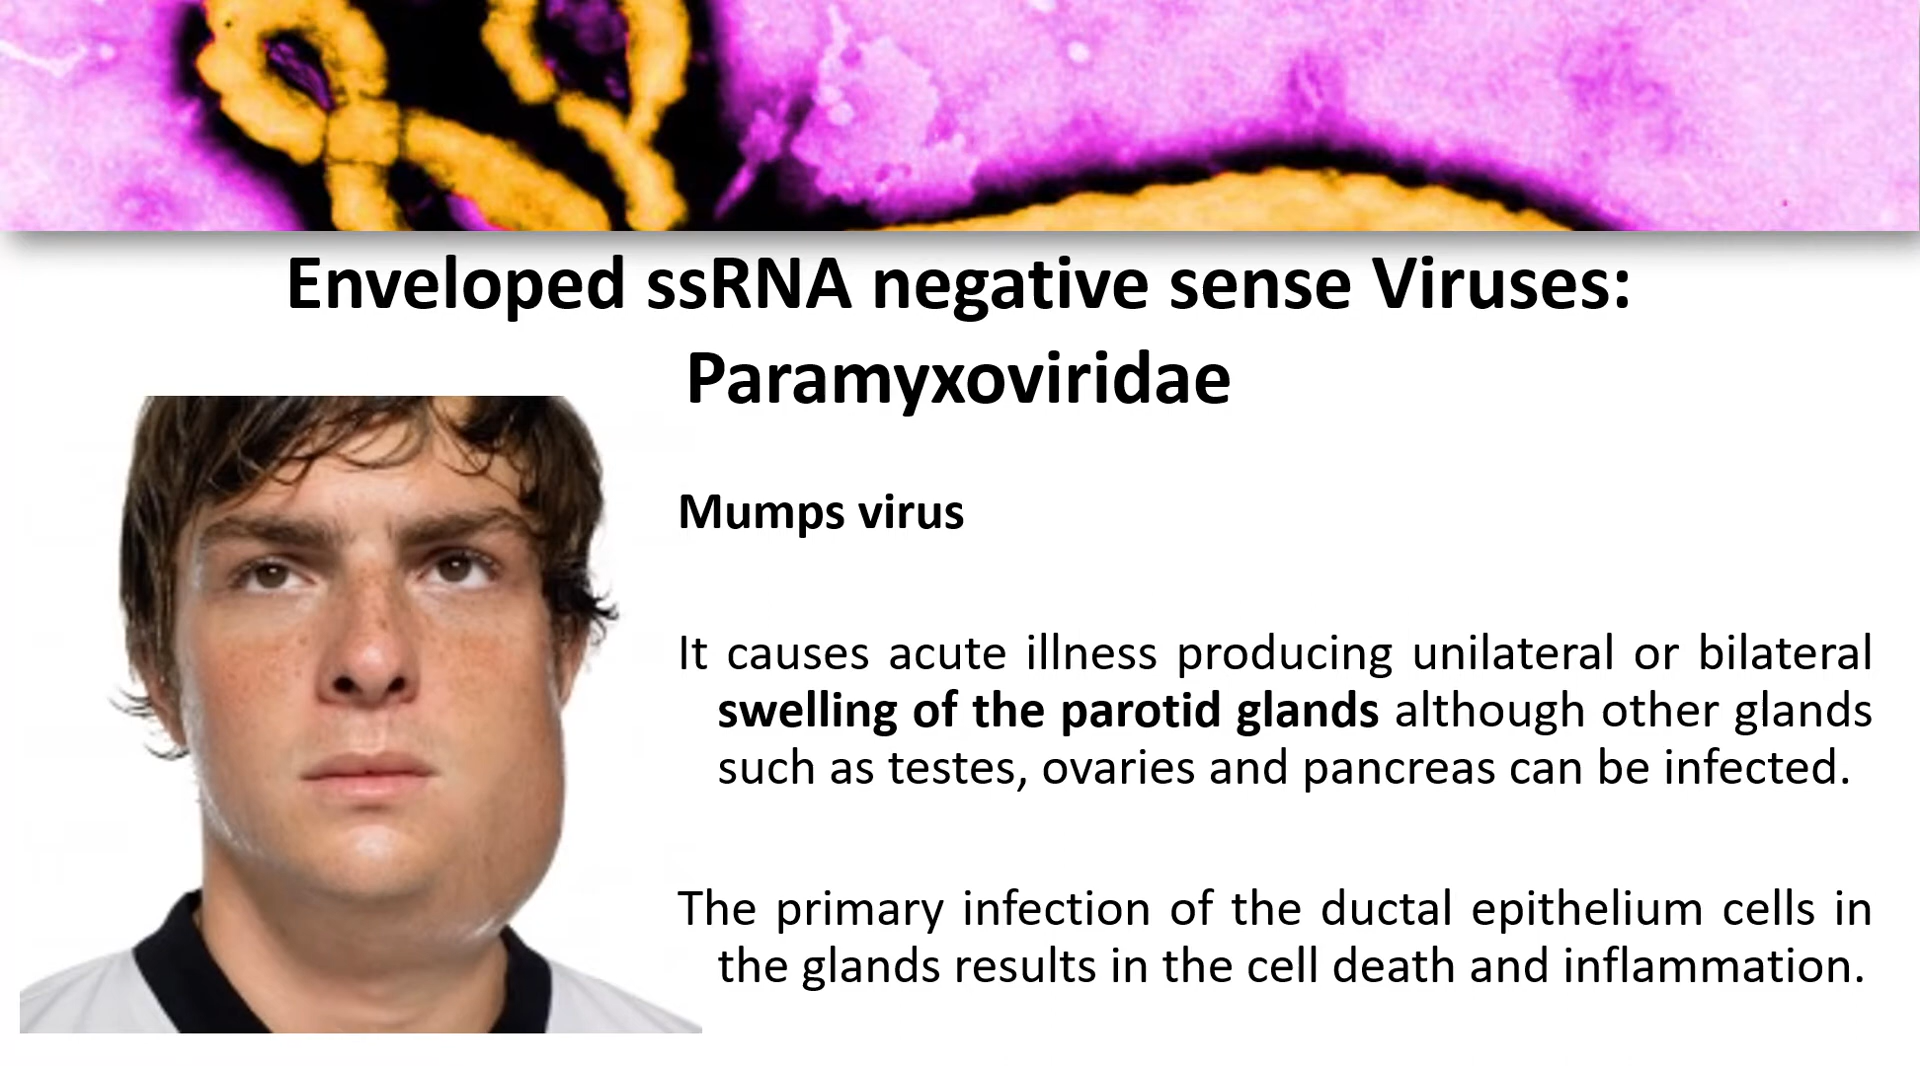 Enveloped ssRNA negative sense Viruses:
Paramyxoviridae
Mumps virus
It causes acute illness producing unilateral or bilateral
swelling of the parotid glands although other glands
such as testes, ovaries and pancreas can be infected.
The primary infection of the ductal epithelium cells in
the glands results in the cell death and inflammation.